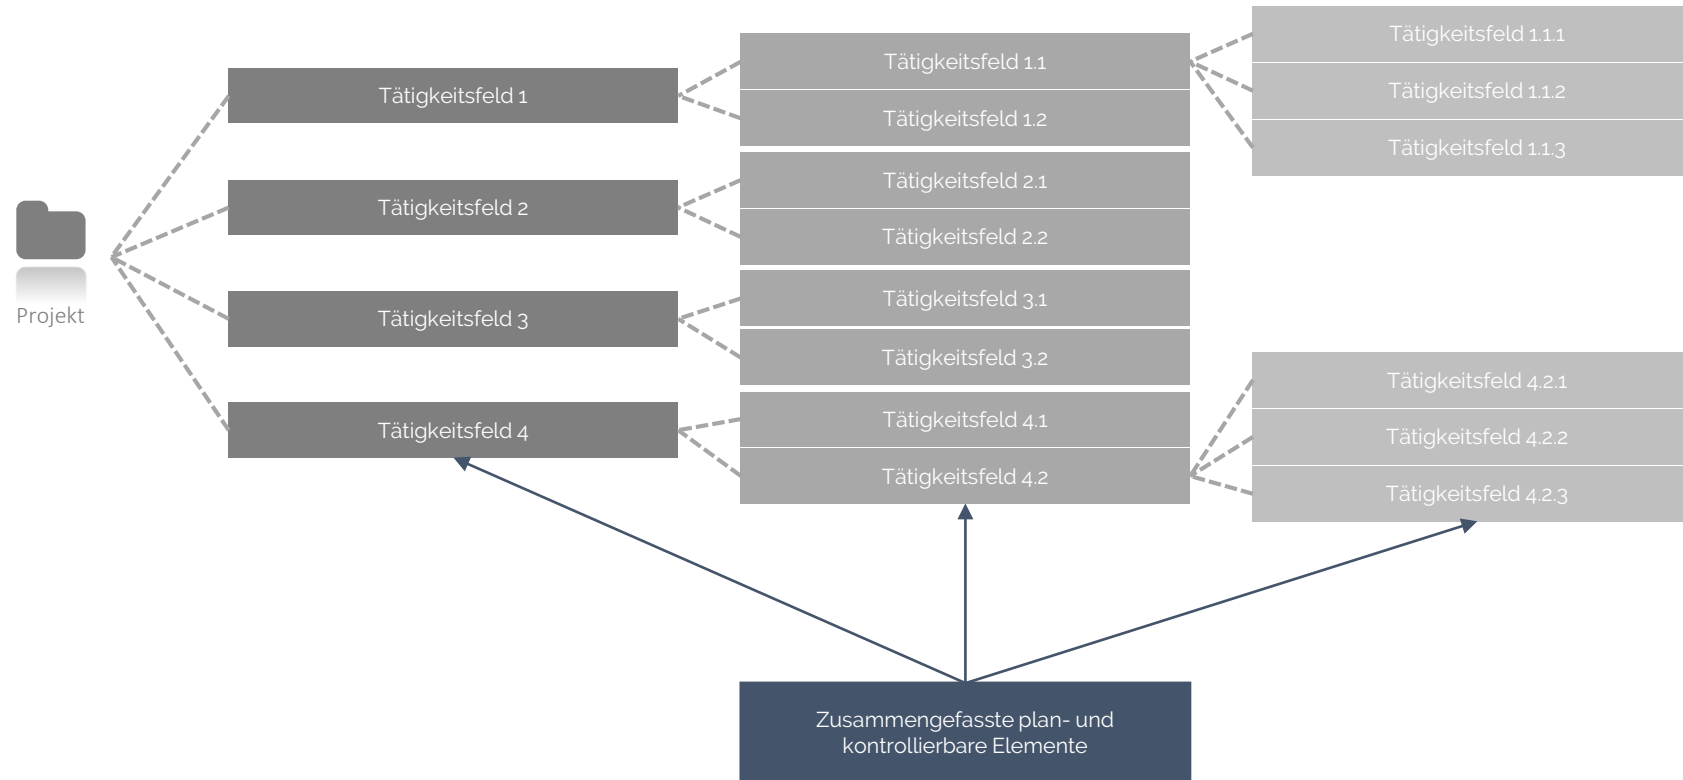 Projekt
Tätigkeitsfeld 1
Tätigkeitsfeld 2
Tätigkeitsfeld 3
Tätigkeitsfeld 4
Tätigkeitsfeld 1.1
Tätigkeitsfeld 1.2
Tätigkeitsfeld 2.1
Tätigkeitsfeld 2.2
Tätigkeitsfeld 3.1
Tätigkeitsfeld 3.2
Tätigkeitsfeld 4.1
Tätigkeitsfeld 4.2
Tätigkeitsfeld 1.1.1
Tätigkeitsfeld 1.1.2
Tätigkeitsfeld 1.1.3
Tätigkeitsfeld 4.2.1
Tätigkeitsfeld 4.2.2
Tätigkeitsfeld 4.2.3
Zusammengefasste plan- und
kontrollierbare Elemente